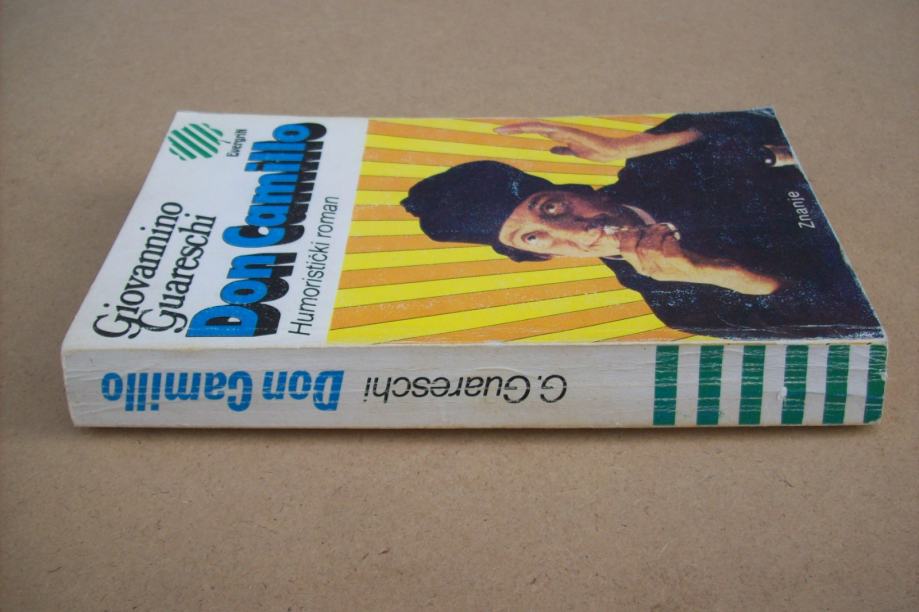 Giovannino
Guareschi
Don Camillo
Humoristički roman
Evergrin
Znanje
Don Camillo
G. Guareschi